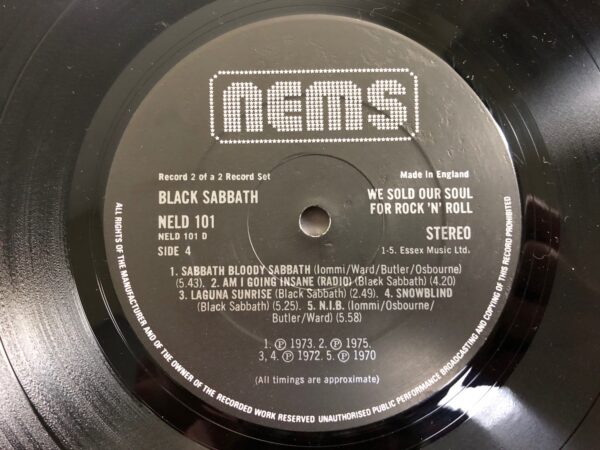 NEMS
Record 2 of a 2 Record Set
Made in England
BLACK SABBATH
WE SOLD OUR SOUL
FOR ROCK 'N' ROLL
NELD 101
NELD 101 D
STEREO
SIDE 4
1-5. Essex Music Ltd.
1. SABBATH BLOODY SABBATH (Iommi/Ward/Butler/Osbourne)
(5.43). 2. AM I GOING INSANE (RADIO) (Black Sabbath) (4.20)
3. LAGUNA SUNRISE (Black Sabbath) (2.49). 4. SNOWBLIND
(Black Sabbath) (5.25). 5. N.I.B. (Iommi/Osbourne/
Butler/Ward) (5.58)
1. ℗ 1973. 2. ℗ 1975.
3, 4. ℗ 1972. 5. ℗ 1970
(All timings are approximate)
ALL RIGHTS OF THE MANUFACTURER AND OF THE OWNER OF THE RECORDED WORK RESERVED UNAUTHORISED PUBLIC PERFORMANCE BROADCASTING AND COPYING OF THIS RECORD PROHIBITED